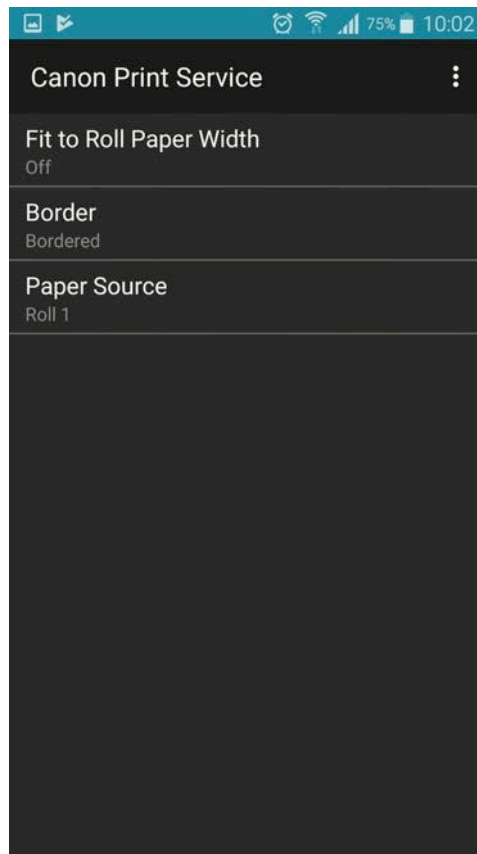 75% 10:02
Canon Print Service
Fit to Roll Paper Width
Off
Border
Bordered
Paper Source
Roll 1